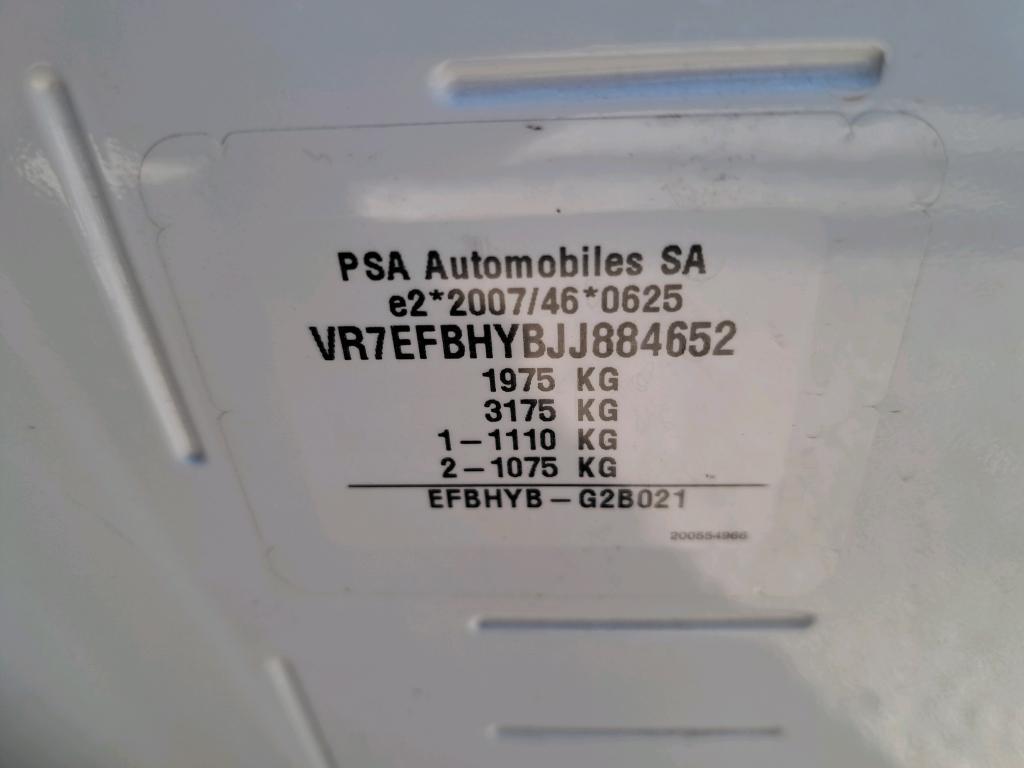 PSA Automobiles SA
e2*2007/46*0625
VR7EFBHYBJJ884652
1975 KG
3175 KG
1-1110 KG
2-1075 KG
EFBHYB-G2B021
200554966